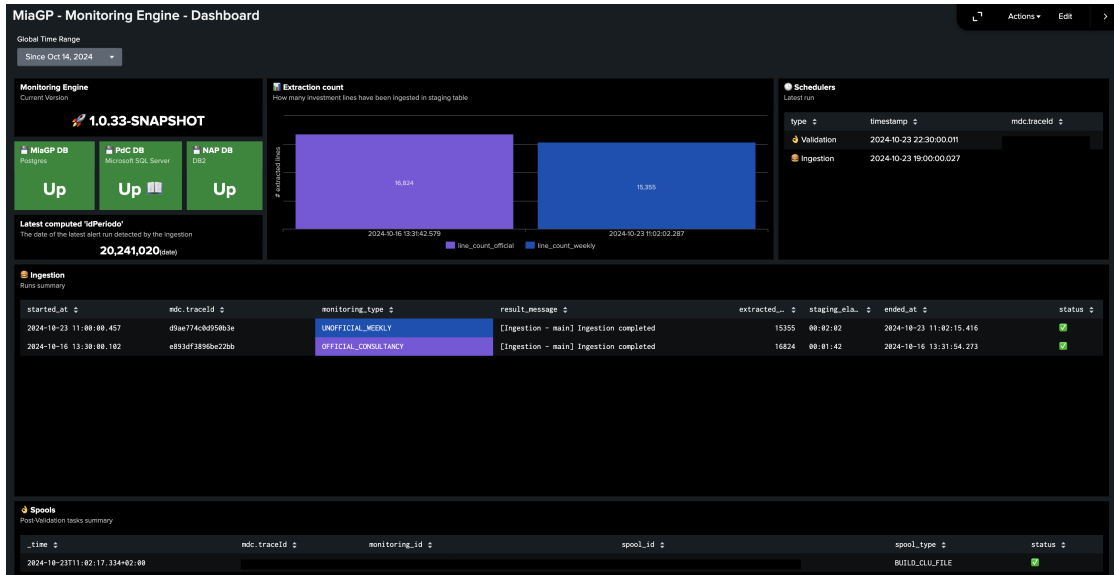 MiaGP - Monitoring Engine - Dashboard
Actions Edit
Global Time Range
Since Oct 14, 2024
Monitoring Engine
Current Version
1.0.33-SNAPSHOT
MiaGP DB
Postgres
Up
PdC DB
Microsoft SQL Server
Up
NAP DB
DB2
Up
Latest computed 'idPeriodo'
The date of the latest alert run detected by the ingestion
20,241,020(date)
Extraction count
How many investment lines have been ingested in staging table
# extracted lines
16,824
15,355
2024-10-16 13:31:42.579
2024-10-23 11:02:02.287
line_count_official
line_count_weekly
Schedulers
Latest run
type timestamp mdc.traceId
Validation 2024-10-23 22:30:00.011
Ingestion 2024-10-23 19:00:00.027
Ingestion
Runs summary
started_at mdc.traceId monitoring_type result_message extracted_… staging_ela… ended_at status
2024-10-23 11:00:00.457 d9ae774c0d950b3e UNOFFICIAL_WEEKLY [Ingestion - main] Ingestion completed 15355 00:02:02 2024-10-23 11:02:15.416
2024-10-16 13:30:00.102 e893df3896be22bb OFFICIAL_CONSULTANCY [Ingestion - main] Ingestion completed 16824 00:01:42 2024-10-16 13:31:54.273
Spools
Post-Validation tasks summary
_time mdc.traceId monitoring_id spool_id spool_type status
2024-10-23T11:02:17.334+02:00 BUILD_CLU_FILE